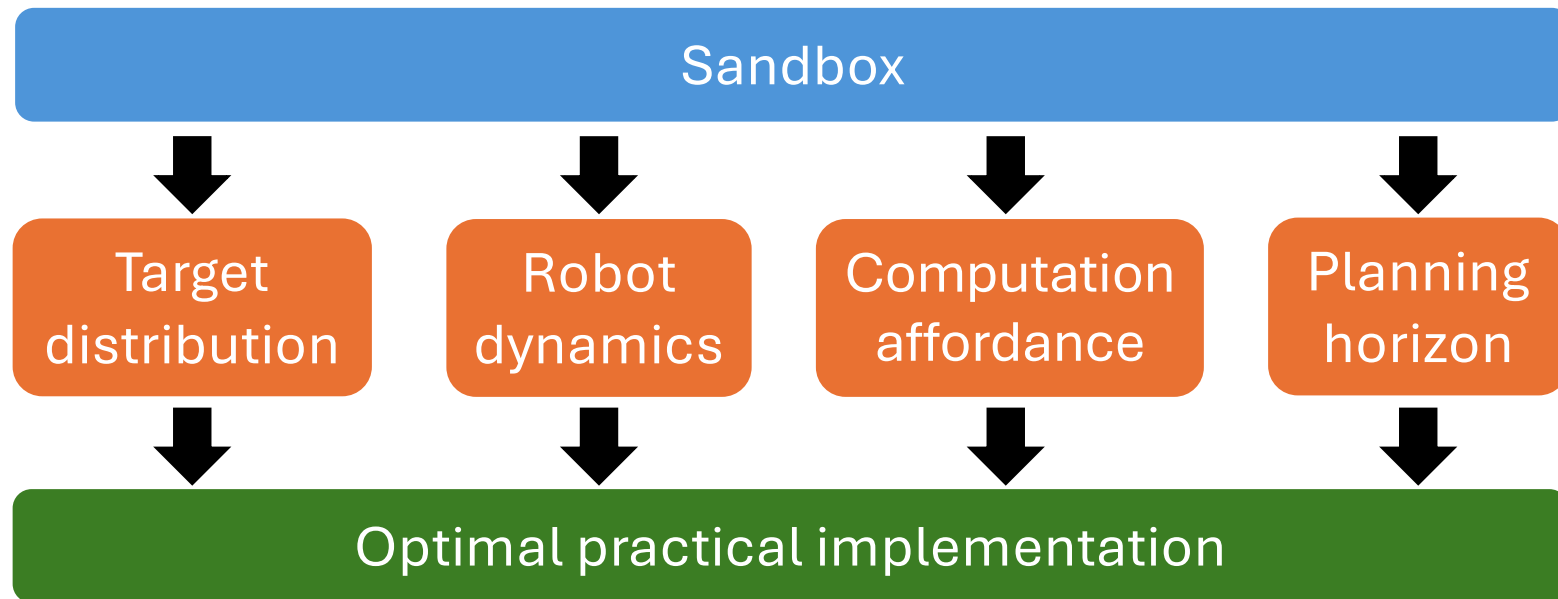 Sandbox
Target
distribution
Robot
dynamics
Computation
affordance
Planning
horizon
Optimal practical implementation